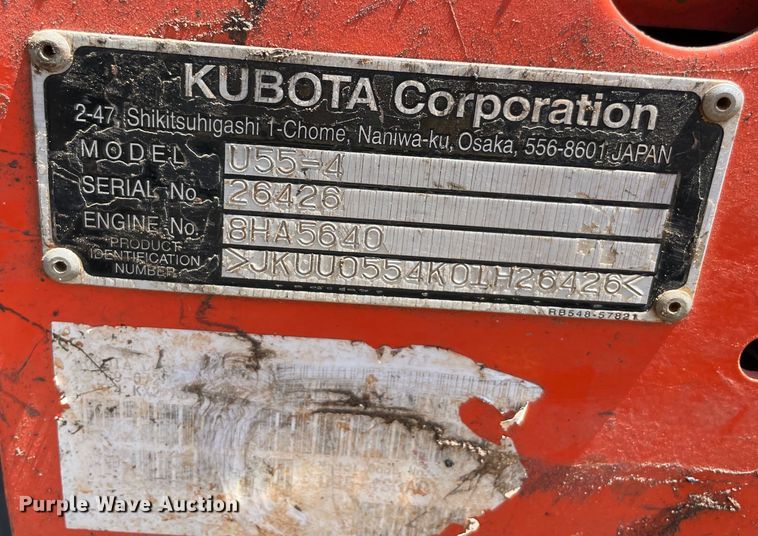 KUBOTA Corporation
2-47, Shikitsuhigashi 1-Chome, Naniwa-ku, Osaka, 556-8601 JAPAN
MODEL U55-4
SERIAL No. 26426
ENGINE No. 8HA5640
PRODUCT IDENTIFICATION NUMBER >JKUU0554K01H26426<
RB548-57821
Purple Wave Auction